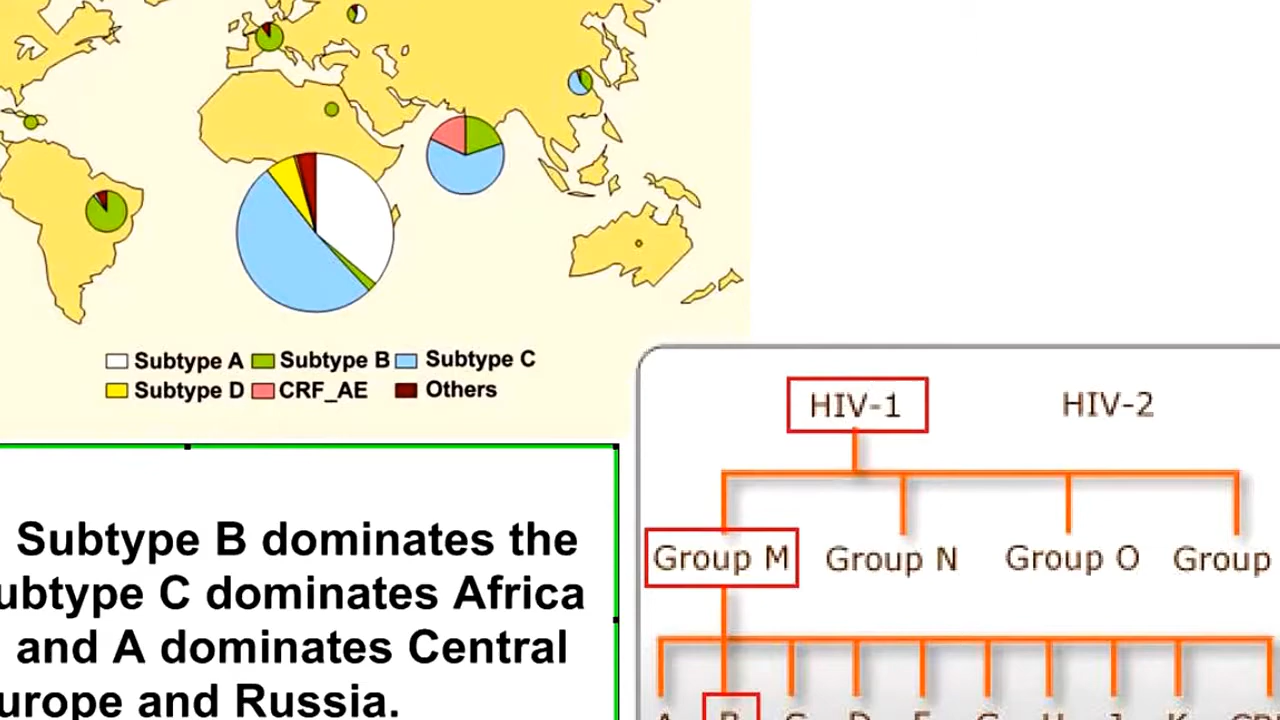 Subtype A Subtype B Subtype C
Subtype D CRF_AE Others
Subtype B dominates the
ubtype C dominates Africa
and A dominates Central
urope and Russia.
HIV-1 HIV-2
Group M Group N Group O Group